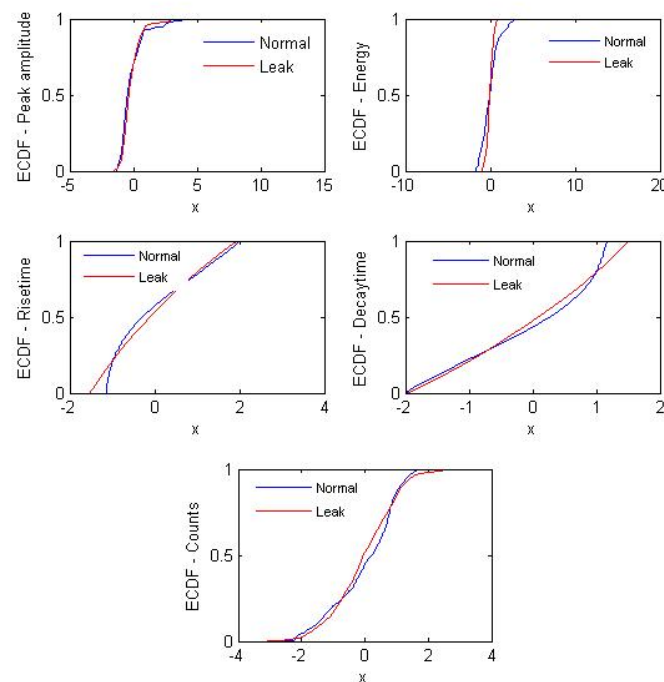 ECDF - Peak amplitude
1
0.5
0
Normal
Leak
-5 0 5 10 15
x
ECDF - Energy
1
0.5
0
Normal
Leak
-10 0 10 20
x
ECDF - Risetime
1
0.5
0
Normal
Leak
-2 0 2 4
x
ECDF - Decaytime
1
0.5
0
Normal
Leak
-2 -1 0 1 2
x
ECDF - Counts
1
0.5
0
Normal
Leak
-4 -2 0 2 4
x